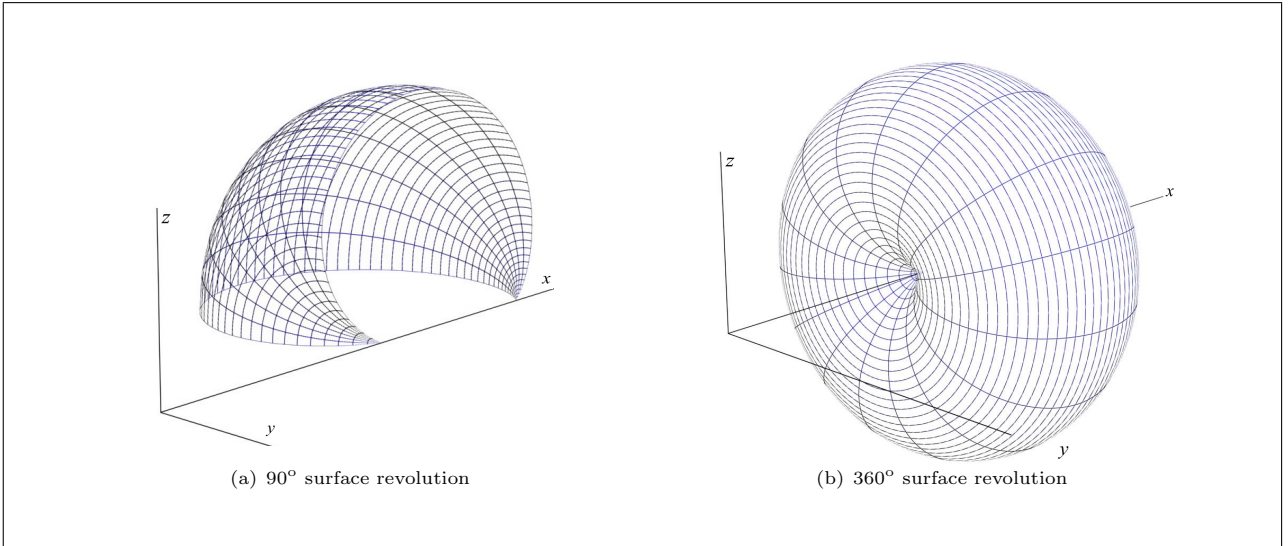 z
x
y
(a) 90° surface revolution
z
x
y
(b) 360° surface revolution